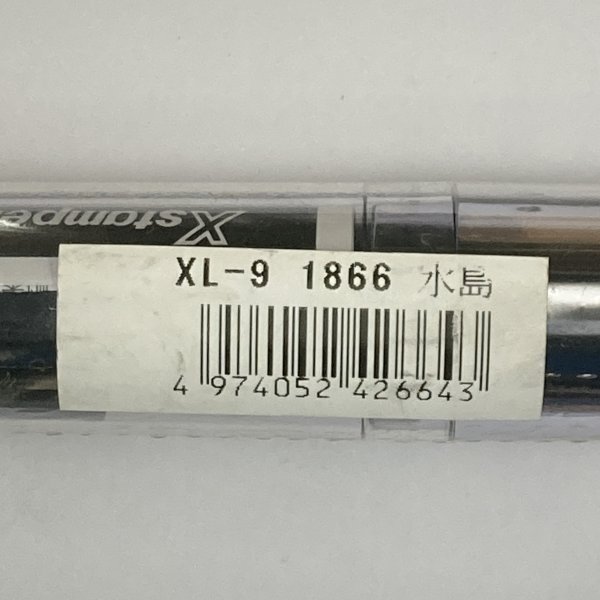 Xstamper
XL-9 1866 水島
4 974052 426643